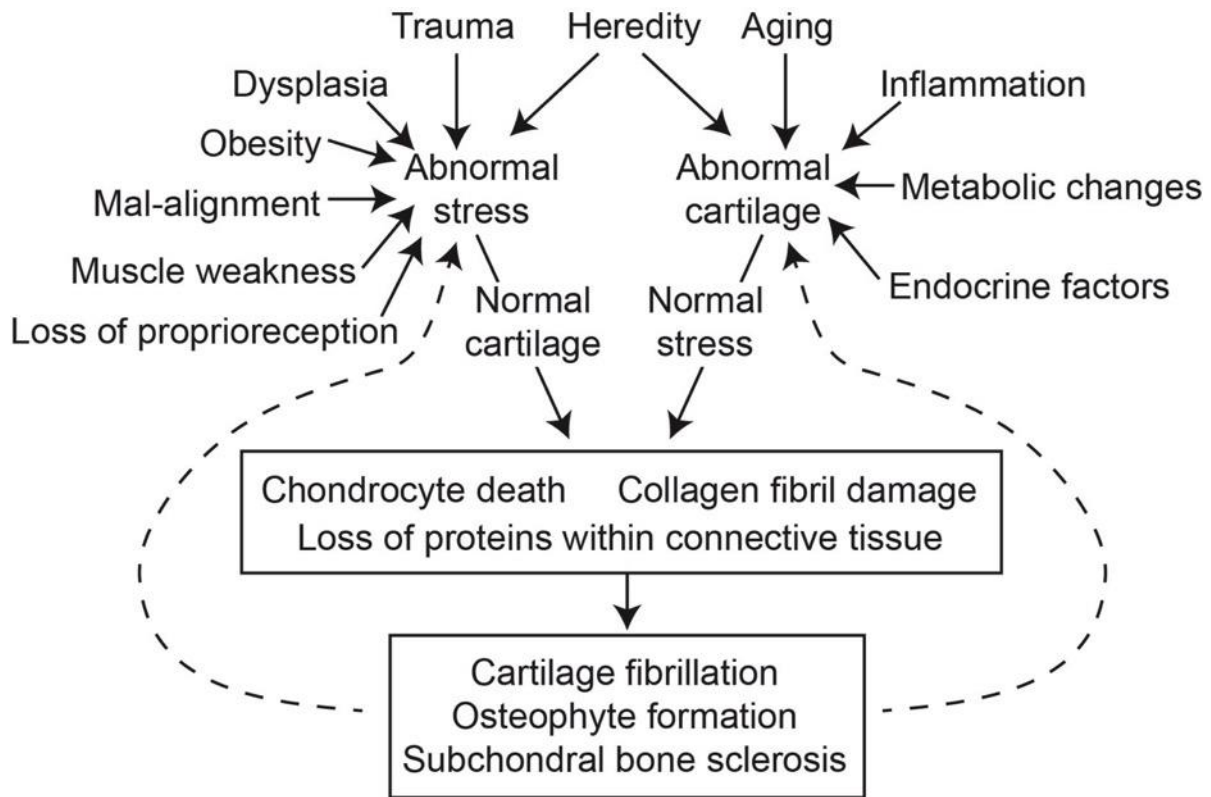 Trauma Heredity Aging
Dysplasia
Inflammation
Obesity
Abnormal
stress
Abnormal
cartilage
Mal-alignment
Metabolic changes
Muscle weakness
Endocrine factors
Loss of proprioreception
Normal
cartilage
Normal
stress
Chondrocyte death Collagen fibril damage
Loss of proteins within connective tissue
Cartilage fibrillation
Osteophyte formation
Subchondral bone sclerosis